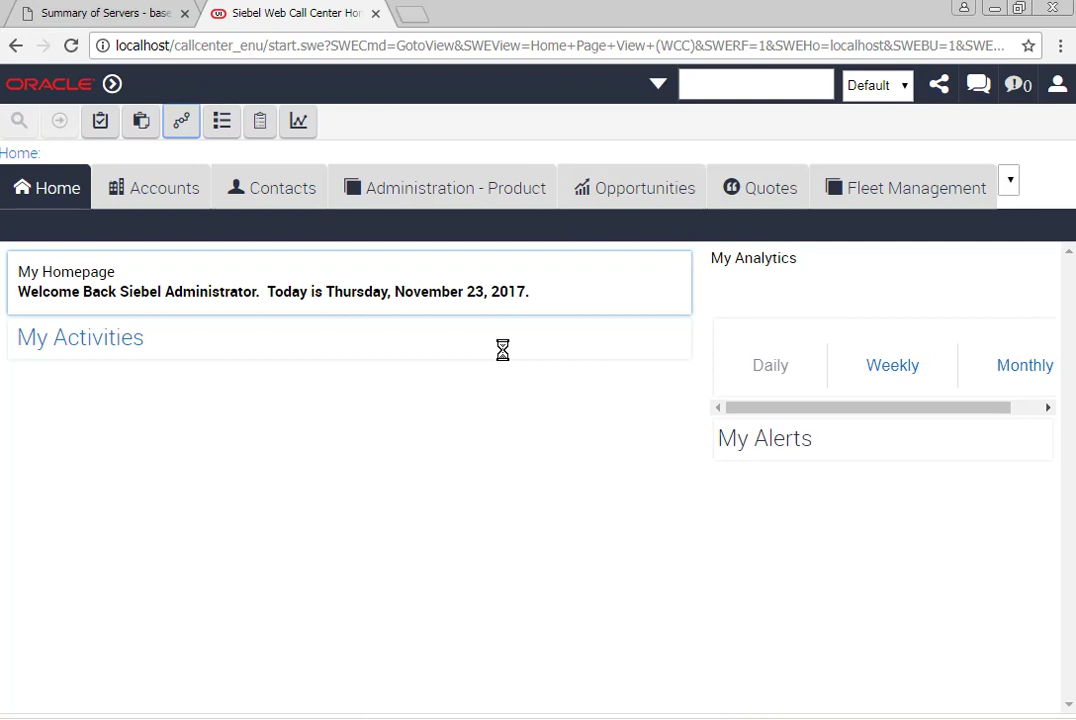 Summary of Servers - base
Siebel Web Call Center Hor
localhost/callcenter_enu/start.swe?SWECmd=GotoView&SWEView=Home+Page+View+(WCC)&SWERF=1&SWEHo=localhost&SWEBU=1&SWE...
ORACLE
Default
0
Home:
Home
Accounts
Contacts
Administration - Product
Opportunities
Quotes
Fleet Management
My Homepage
Welcome Back Siebel Administrator. Today is Thursday, November 23, 2017.
My Activities
My Analytics
Daily
Weekly
Monthly
My Alerts